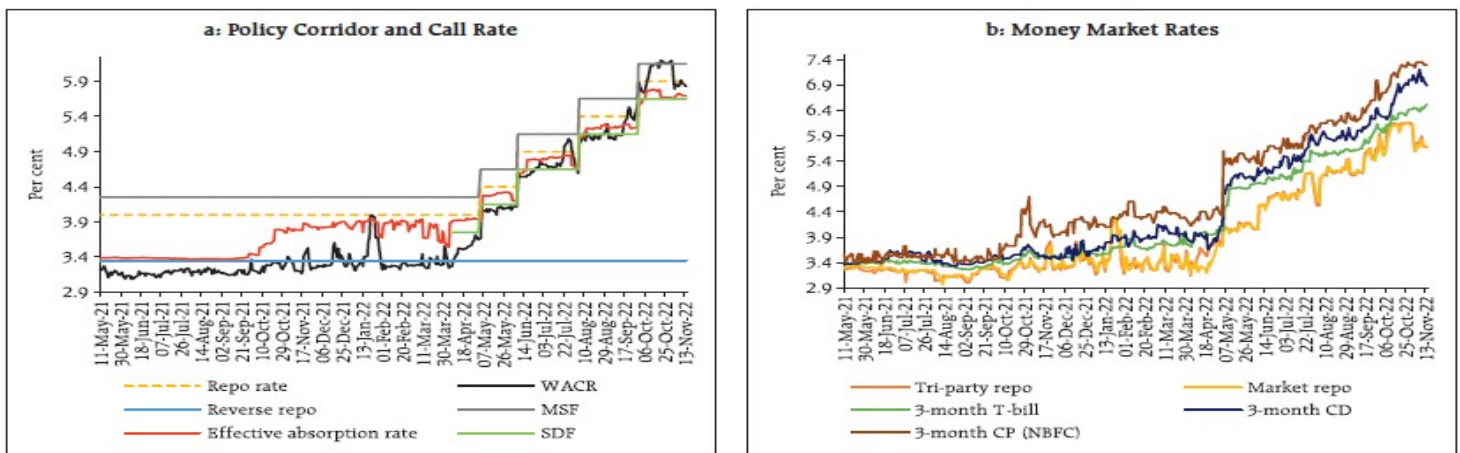 a: Policy Corridor and Call Rate
Per cent
5.9
5.4
4.9
4.4
3.9
3.4
2.9
11-May-21
30-May-21
18-Jun-21
07-Jul-21
26-Jul-21
14-Aug-21
02-Sep-21
21-Sep-21
10-Oct-21
29-Oct-21
17-Nov-21
06-Dec-21
25-Dec-21
13-Jan-22
01-Feb-22
20-Feb-22
11-Mar-22
30-Mar-22
18-Apr-22
07-May-22
26-May-22
14-Jun-22
03-Jul-22
22-Jul-22
10-Aug-22
29-Aug-22
17-Sep-22
06-Oct-22
25-Oct-22
13-Nov-22
Repo rate
WACR
Reverse repo
MSF
Effective absorption rate
SDF
b: Money Market Rates
Per cent
7.4
6.9
6.4
5.9
5.4
4.9
4.4
3.9
3.4
2.9
11-May-21
30-May-21
18-Jun-21
07-Jul-21
26-Jul-21
14-Aug-21
02-Sep-21
21-Sep-21
10-Oct-21
29-Oct-21
17-Nov-21
06-Dec-21
25-Dec-21
13-Jan-22
01-Feb-22
20-Feb-22
11-Mar-22
30-Mar-22
18-Apr-22
07-May-22
26-May-22
14-Jun-22
03-Jul-22
22-Jul-22
10-Aug-22
29-Aug-22
17-Sep-22
06-Oct-22
25-Oct-22
13-Nov-22
Tri-party repo
Market repo
3-month T-bill
3-month CD
3-month CP (NBFC)